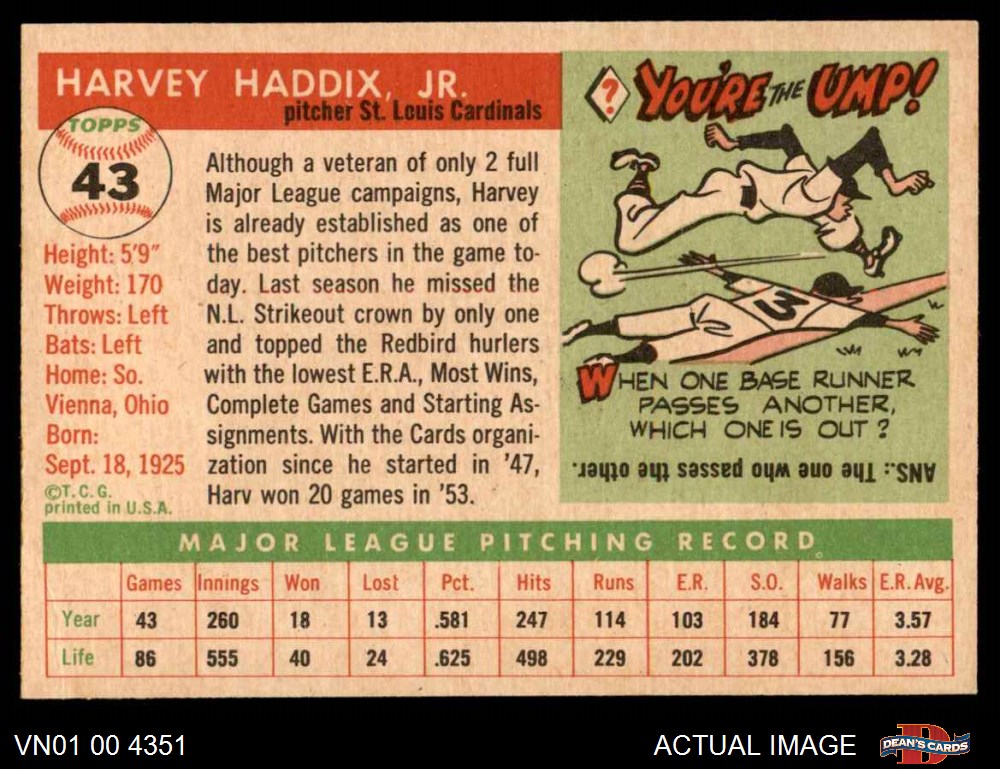 HARVEY HADDIX, JR.
pitcher St. Louis Cardinals
TOPPS
43
Height: 5'9"
Weight: 170
Throws: Left
Bats: Left
Home: So.
Vienna, Ohio
Born:
Sept. 18, 1925
©T.C.G.
printed in U.S.A.
Although a veteran of only 2 full
Major League campaigns, Harvey
is already established as one of
the best pitchers in the game to-
day. Last season he missed the
N.L. Strikeout crown by only one
and topped the Redbird hurlers
with the lowest E.R.A., Most Wins,
Complete Games and Starting As-
signments. With the Cards organi-
zation since he started in '47,
Harv won 20 games in '53.
? YOU'RE THE UMP!
3
WHEN ONE BASE RUNNER
PASSES ANOTHER,
WHICH ONE IS OUT?
ANS.: The one who passes the other.
MAJOR LEAGUE PITCHING RECORD
Games Innings Won Lost Pct. Hits Runs E.R. S.O. Walks E.R. Avg.
Year 43 260 18 13 .581 247 114 103 184 77 3.57
Life 86 555 40 24 .625 498 229 202 378 156 3.28
VN01 00 4351
ACTUAL IMAGE
D
DEAN'S CARDS